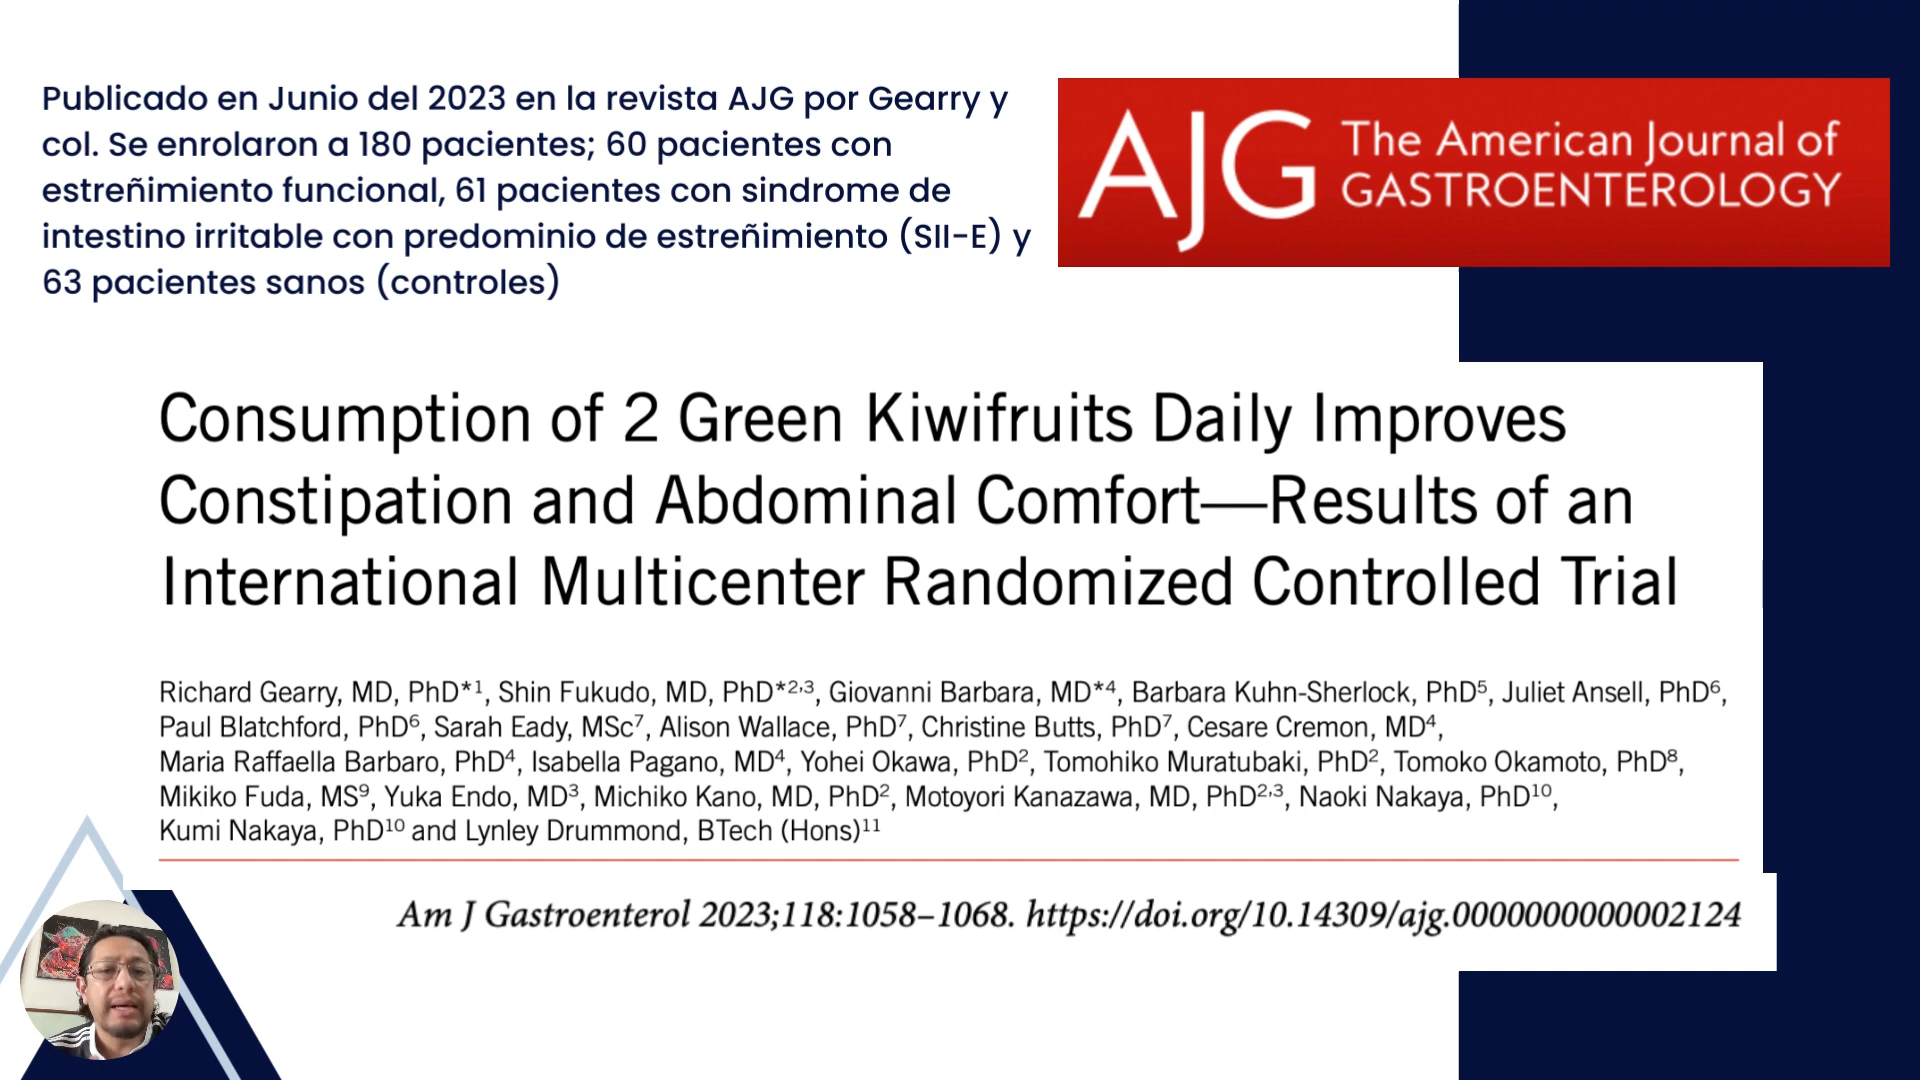 Publicado en Junio del 2023 en la revista AJG por Gearry y
col. Se enrolaron a 180 pacientes; 60 pacientes con
estreñimiento funcional, 61 pacientes con sindrome de
intestino irritable con predominio de estreñimiento (SII-E) y
63 pacientes sanos (controles)
AJG
The American Journal of
GASTROENTEROLOGY
Consumption of 2 Green Kiwifruits Daily Improves
Constipation and Abdominal Comfort—Results of an
International Multicenter Randomized Controlled Trial
Richard Gearry, MD, PhD*¹, Shin Fukudo, MD, PhD*²,³, Giovanni Barbara, MD*⁴, Barbara Kuhn-Sherlock, PhD⁵, Juliet Ansell, PhD⁶,
Paul Blatchford, PhD⁶, Sarah Eady, MSc⁷, Alison Wallace, PhD⁷, Christine Butts, PhD⁷, Cesare Cremon, MD⁴,
Maria Raffaella Barbaro, PhD⁴, Isabella Pagano, MD⁴, Yohei Okawa, PhD², Tomohiko Muratubaki, PhD², Tomoko Okamoto, PhD⁸,
Mikiko Fuda, MS⁹, Yuka Endo, MD³, Michiko Kano, MD, PhD², Motoyori Kanazawa, MD, PhD²,³, Naoki Nakaya, PhD¹⁰,
Kumi Nakaya, PhD¹⁰ and Lynley Drummond, BTech (Hons)¹¹
Am J Gastroenterol 2023;118:1058–1068. https://doi.org/10.14309/ajg.0000000000002124